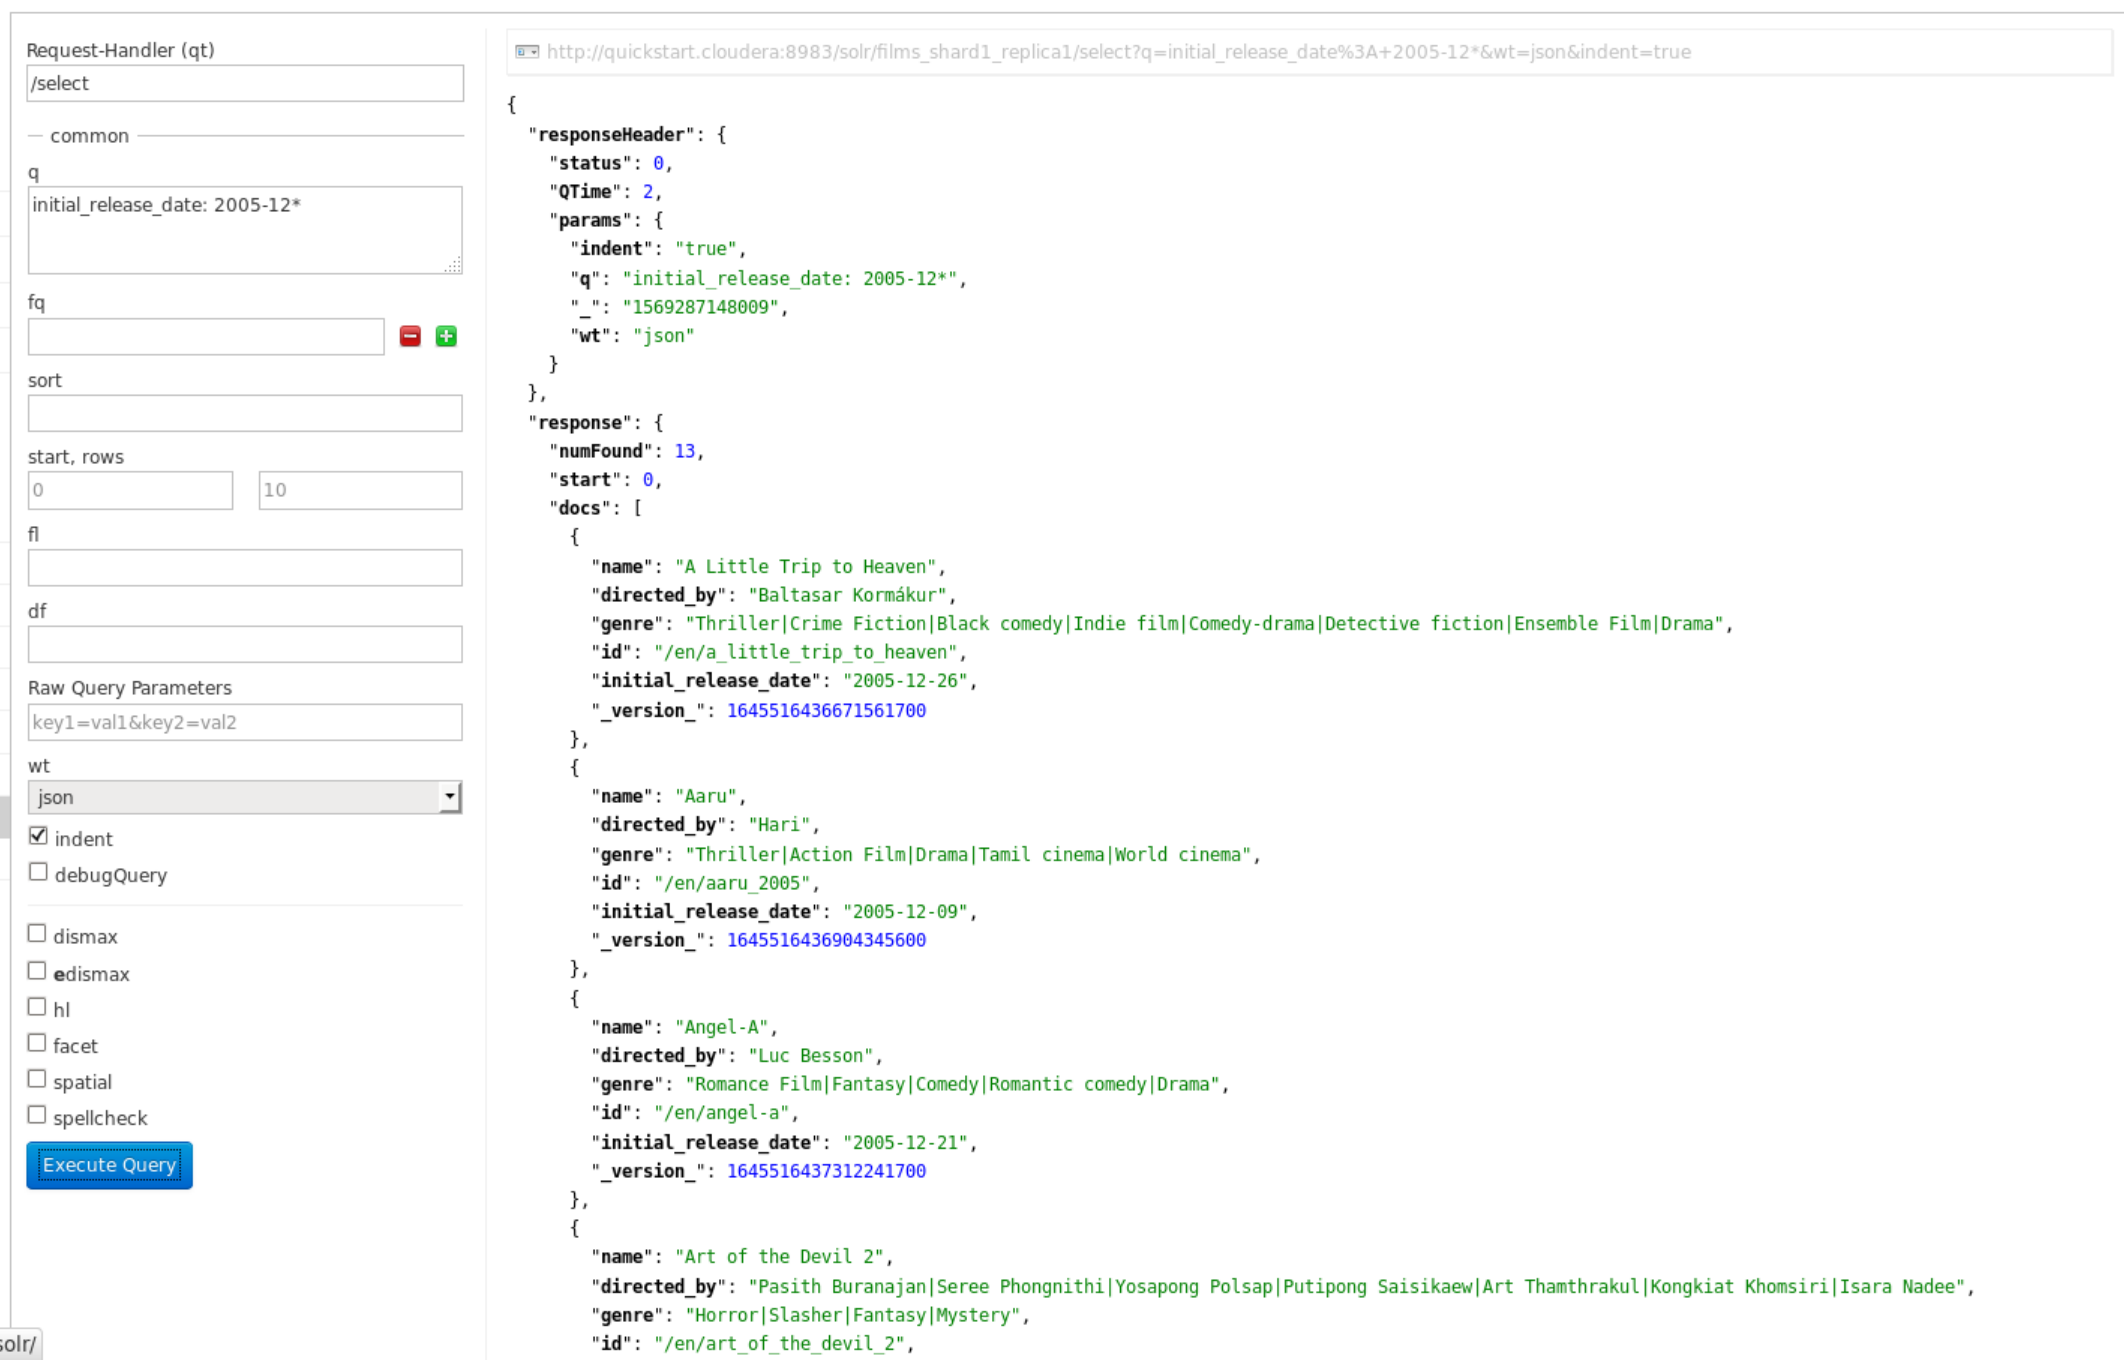 Request-Handler (qt)
/select
common
q
initial_release_date: 2005-12*
fq
sort
start, rows
0 10
fl
df
Raw Query Parameters
key1=val1&key2=val2
wt
json
indent
debugQuery
dismax
edismax
hl
facet
spatial
spellcheck
Execute Query
solr/
http://quickstart.cloudera:8983/solr/films_shard1_replica1/select?q=initial_release_date%3A+2005-12*&wt=json&indent=true
{
"responseHeader": {
"status": 0,
"QTime": 2,
"params": {
"indent": "true",
"q": "initial_release_date: 2005-12*",
"_": "1569287148009",
"wt": "json"
}
},
"response": {
"numFound": 13,
"start": 0,
"docs": [
{
"name": "A Little Trip to Heaven",
"directed_by": "Baltasar Kormákur",
"genre": "Thriller|Crime Fiction|Black comedy|Indie film|Comedy-drama|Detective fiction|Ensemble Film|Drama",
"id": "/en/a_little_trip_to_heaven",
"initial_release_date": "2005-12-26",
"_version_": 1645516436671561700
},
{
"name": "Aaru",
"directed_by": "Hari",
"genre": "Thriller|Action Film|Drama|Tamil cinema|World cinema",
"id": "/en/aaru_2005",
"initial_release_date": "2005-12-09",
"_version_": 1645516436904345600
},
{
"name": "Angel-A",
"directed_by": "Luc Besson",
"genre": "Romance Film|Fantasy|Comedy|Romantic comedy|Drama",
"id": "/en/angel-a",
"initial_release_date": "2005-12-21",
"_version_": 1645516437312241700
},
{
"name": "Art of the Devil 2",
"directed_by": "Pasith Buranajan|Seree Phongnithi|Yosapong Polsap|Putipong Saisikaew|Art Thamthrakul|Kongkiat Khomsiri|Isara Nadee",
"genre": "Horror|Slasher|Fantasy|Mystery",
"id": "/en/art_of_the_devil_2",